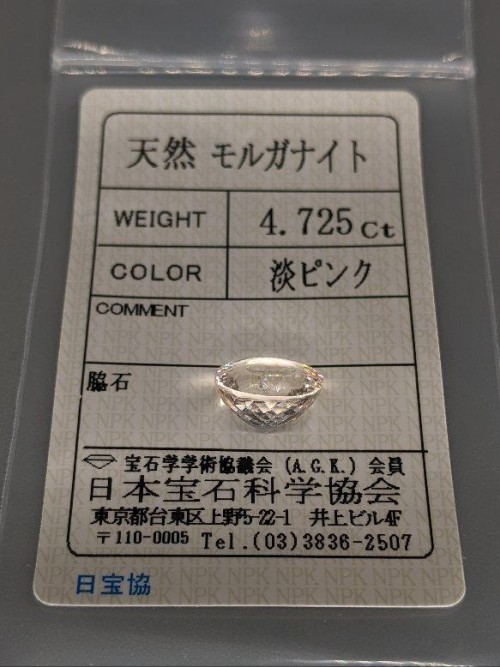 天然 モルガナイト
WEIGHT 4.725 Ct
COLOR 淡ピンク
COMMENT
脇石
宝石学学術協議会 (A.G.K.) 会員
日本宝石科学協会
東京都台東区上野5-22-1 井上ビル4F
〒110-0005 Tel.(03)3836-2507
日宝協